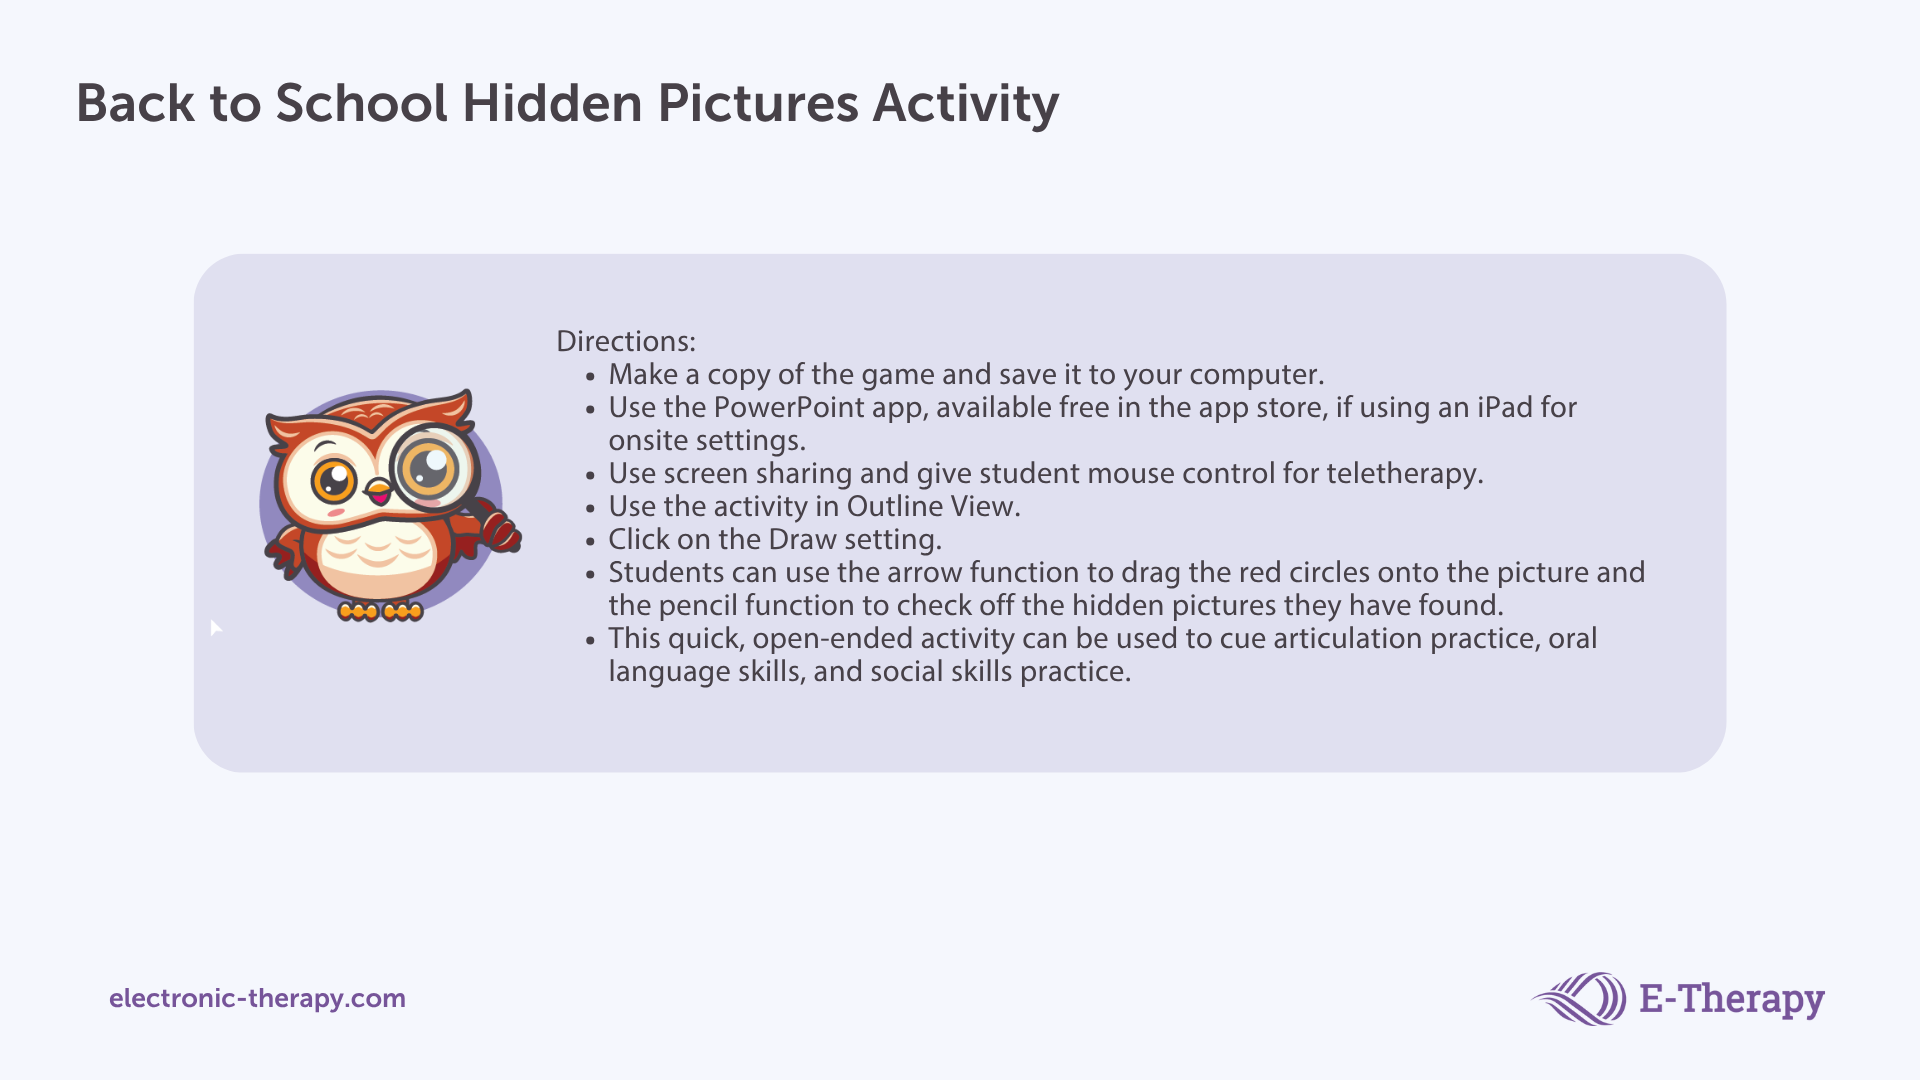 Back to School Hidden Pictures Activity
Directions:
• Make a copy of the game and save it to your computer.
• Use the PowerPoint app, available free in the app store, if using an iPad for
onsite settings.
• Use screen sharing and give student mouse control for teletherapy.
• Use the activity in Outline View.
• Click on the Draw setting.
• Students can use the arrow function to drag the red circles onto the picture and
the pencil function to check off the hidden pictures they have found.
• This quick, open-ended activity can be used to cue articulation practice, oral
language skills, and social skills practice.
electronic-therapy.com
E-Therapy